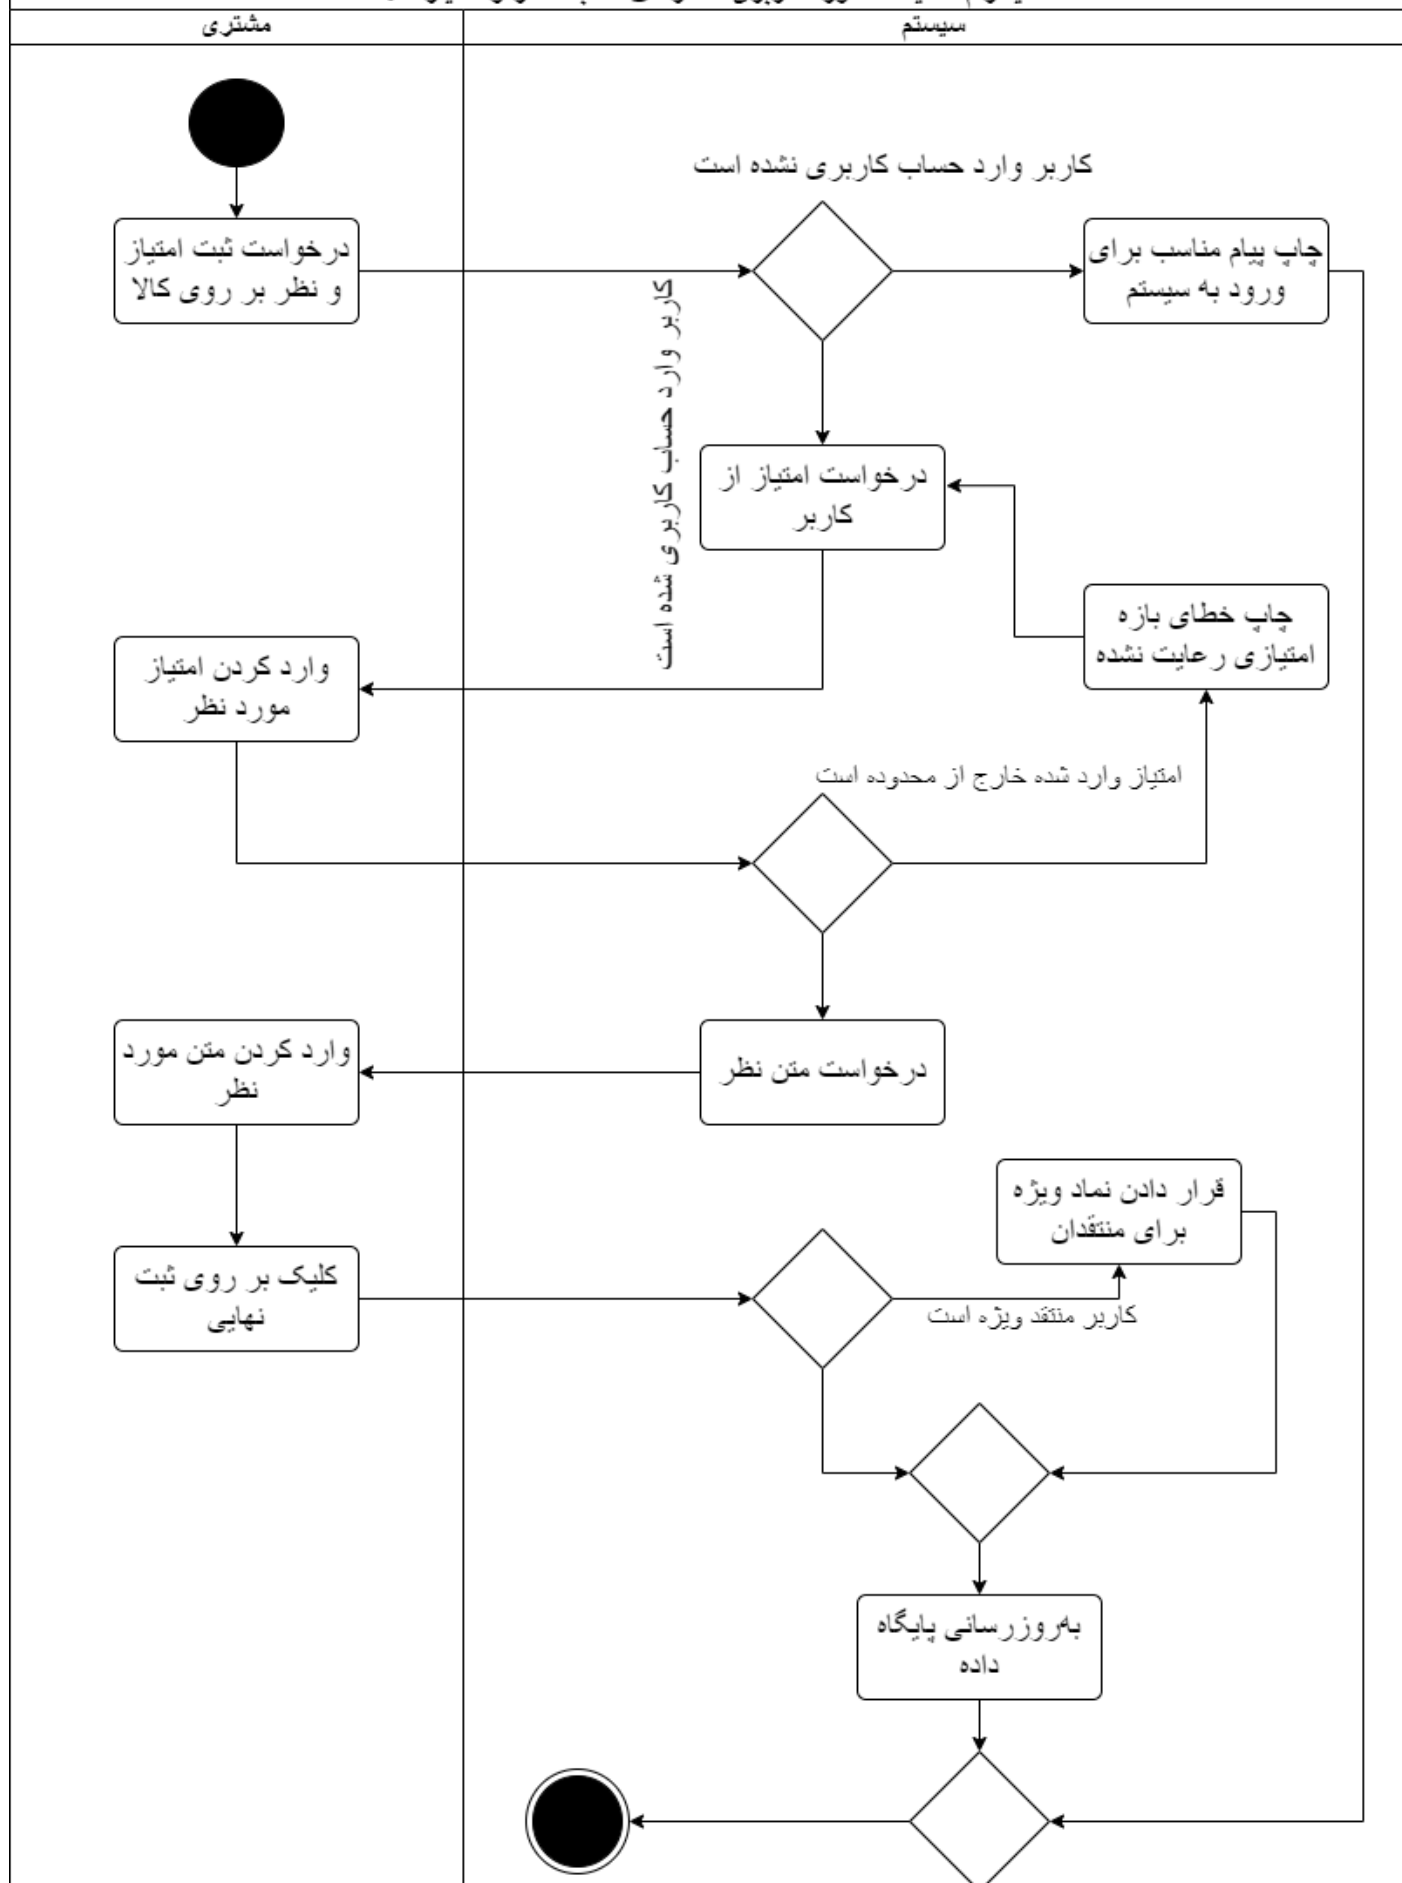 مشتری
سیستم
کاربر وارد حساب کاربری نشده است
درخواست ثبت امتیاز
و نظر بر روی کالا
چاپ پیام مناسب برای
ورود به سیستم
کاربر وارد حساب کاربری شده است
درخواست امتیاز از
کاربر
چاپ خطای بازه
امتیازی رعایت نشده
وارد کردن امتیاز
مورد نظر
امتیاز وارد شده خارج از محدوده است
وارد کردن متن مورد
نظر
درخواست متن نظر
قرار دادن نماد ویژه
برای منتقدان
کلیک بر روی ثبت
نهایی
کاربر منتقد ویژه است
به‌روزرسانی پایگاه
داده